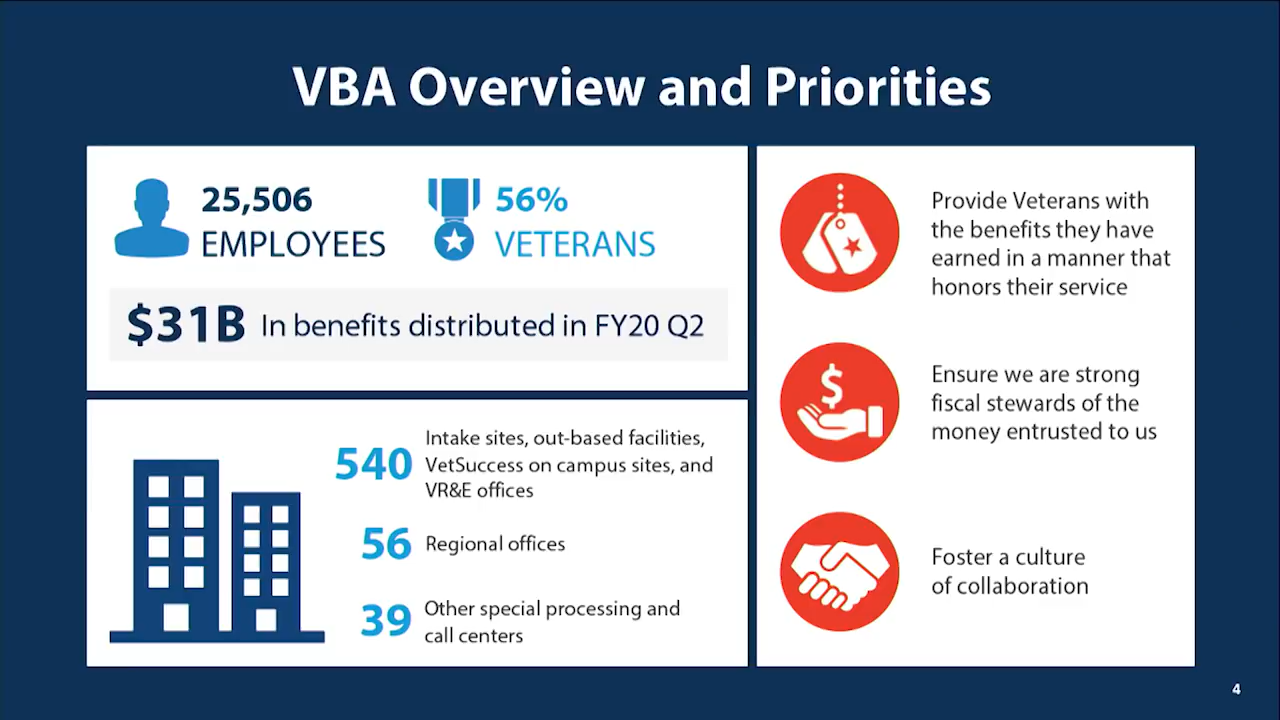 VBA Overview and Priorities
25,506
EMPLOYEES
56%
VETERANS
$31B In benefits distributed in FY20 Q2
540
Intake sites, out-based facilities,
VetSuccess on campus sites, and
VR&E offices
56 Regional offices
39
Other special processing and
call centers
Provide Veterans with
the benefits they have
earned in a manner that
honors their service
$
Ensure we are strong
fiscal stewards of the
money entrusted to us
Foster a culture
of collaboration
4